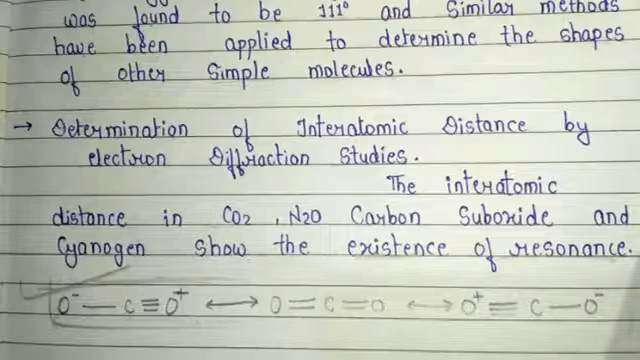 was found to be 111° and Similar methods
have been applied to determine the shapes
of other Simple molecules.
→ Determination of Interatomic Distance by
electron Diffraction Studies.
The interatomic
distance in CO2, N2O Carbon Suboxide and
Cyanogen show the existence of resonance.
O⁻—C≡O⁺ ↔ O=C=O ↔ O⁺≡C—O⁻